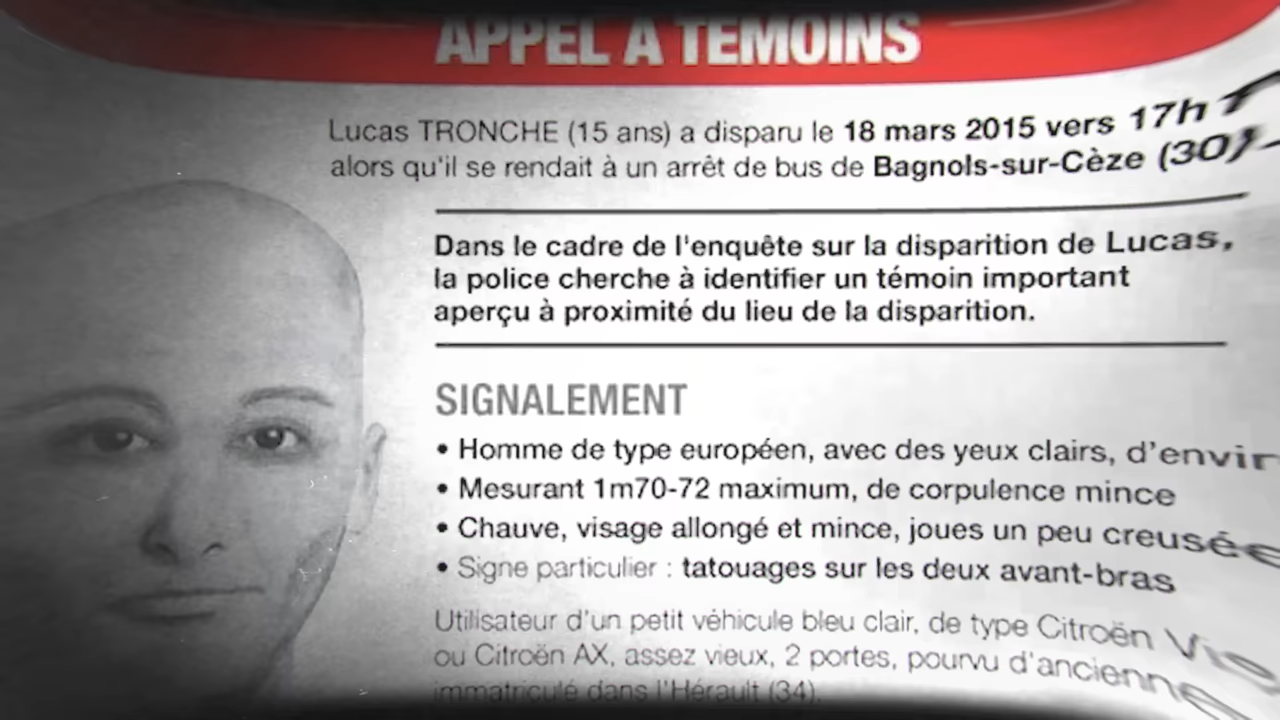 APPEL A TEMOINS
Lucas TRONCHE (15 ans) a disparu le 18 mars 2015 vers 17h
alors qu'il se rendait à un arrêt de bus de Bagnols-sur-Cèze (30)
Dans le cadre de l'enquête sur la disparition de Lucas,
la police cherche à identifier un témoin important
aperçu à proximité du lieu de la disparition.
SIGNALEMENT
• Homme de type européen, avec des yeux clairs, d'envir
• Mesurant 1m70-72 maximum, de corpulence mince
• Chauve, visage allongé et mince, joues un peu creusée
• Signe particulier : tatouages sur les deux avant-bras
Utilisateur d'un petit véhicule bleu clair, de type Citroën
ou Citroën AX, assez vieux, 2 portes, pourvu d'ancienne
immatriculé dans l'Hérault (34).